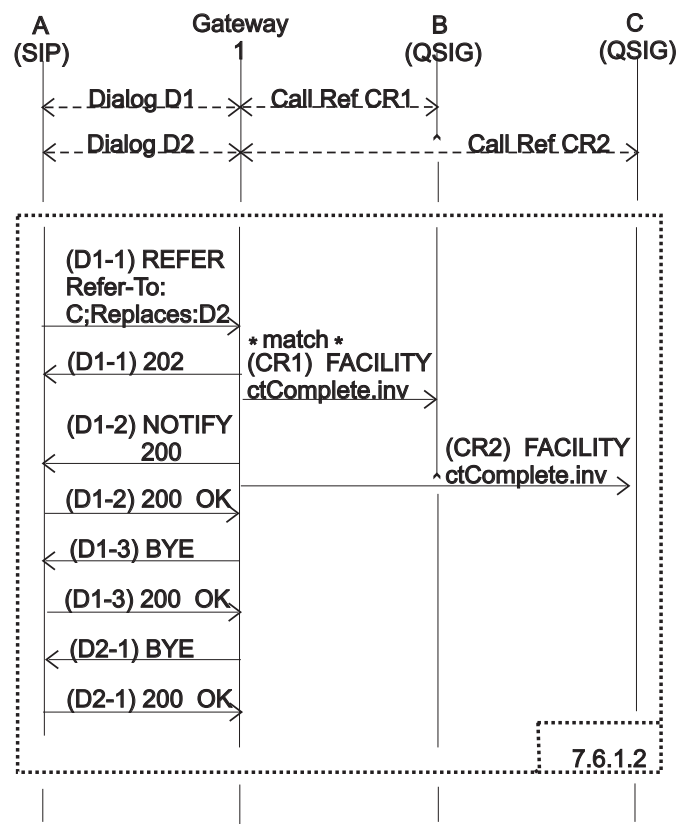 A
(SIP)
Gateway
1
B
(QSIG)
C
(QSIG)
Dialog D1
Call Ref CR1
Dialog D2
Call Ref CR2
(D1-1) REFER
Refer-To:
C;Replaces:D2
* match *
(D1-1) 202
(CR1) FACILITY
ctComplete.inv
(D1-2) NOTIFY
200
(CR2) FACILITY
ctComplete.inv
(D1-2) 200 OK
(D1-3) BYE
(D1-3) 200 OK
(D2-1) BYE
(D2-1) 200 OK
7.6.1.2